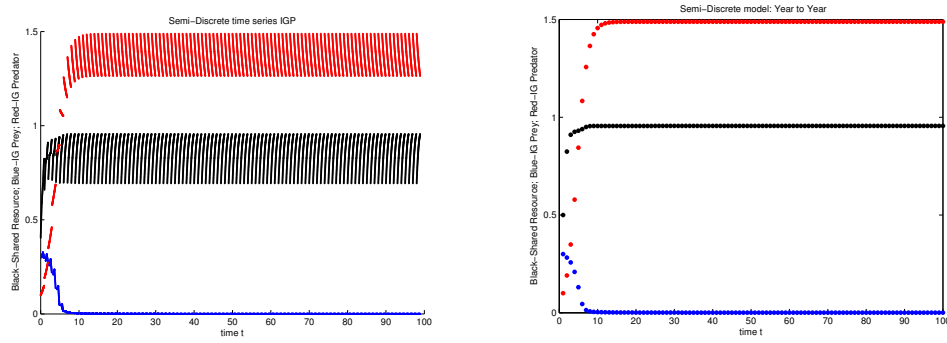 Semi-Discrete time series IGP
Black-Shared Resource; Blue-IG Prey; Red-IG Predator
1.5
1
0.5
0
0 10 20 30 40 50 60 70 80 90 100
time t
Semi-Discrete model: Year to Year
Black-Shared Resource; Blue-IG Prey; Red-IG Predator
1.5
1
0.5
0
0 10 20 30 40 50 60 70 80 90 100
time t